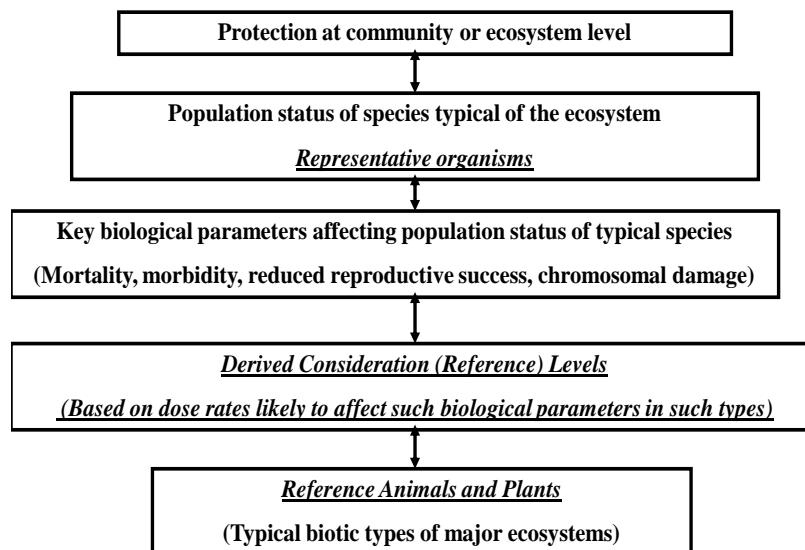 Protection at community or ecosystem level
Population status of species typical of the ecosystem
Representative organisms
Key biological parameters affecting population status of typical species
(Mortality, morbidity, reduced reproductive success, chromosomal damage)
Derived Consideration (Reference) Levels
(Based on dose rates likely to affect such biological parameters in such types)
Reference Animals and Plants
(Typical biotic types of major ecosystems)